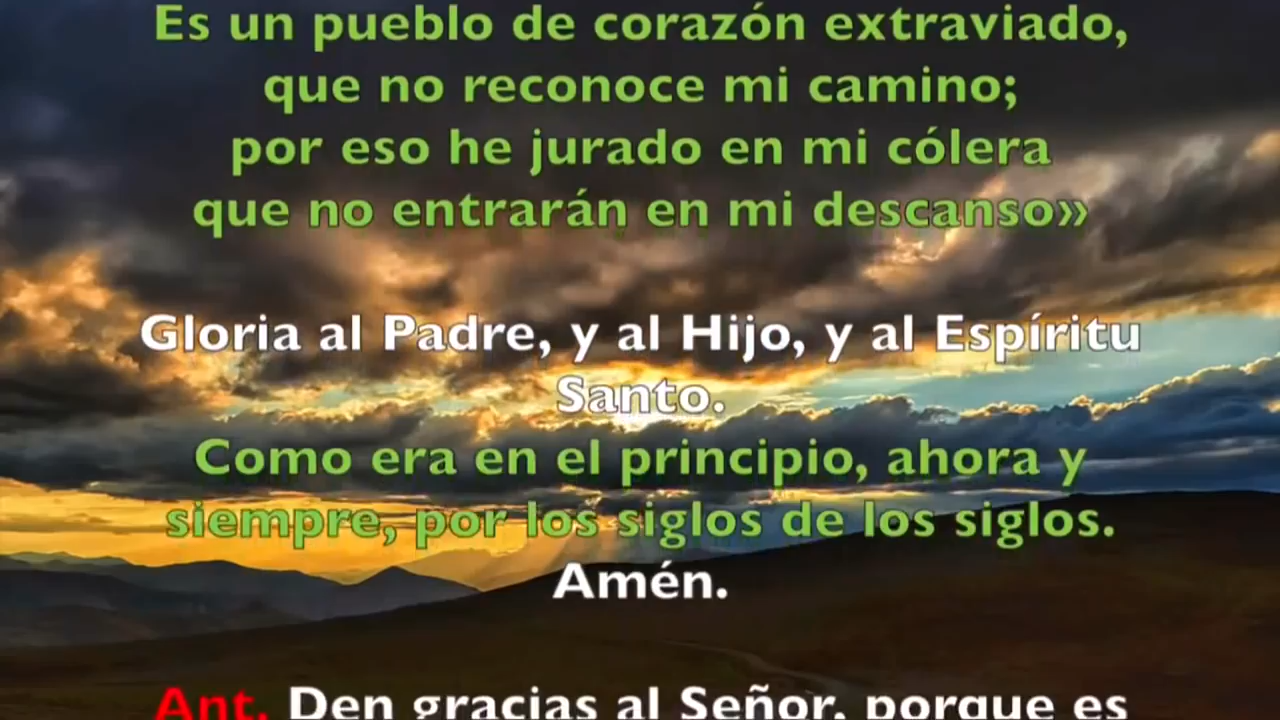 Es un pueblo de corazón extraviado,
que no reconoce mi camino;
por eso he jurado en mi cólera
que no entrarán en mi descanso»
Gloria al Padre, y al Hijo, y al Espíritu
Santo.
Como era en el principio, ahora y
siempre, por los siglos de los siglos.
Amén.
Ant. Den gracias al Señor, porque es